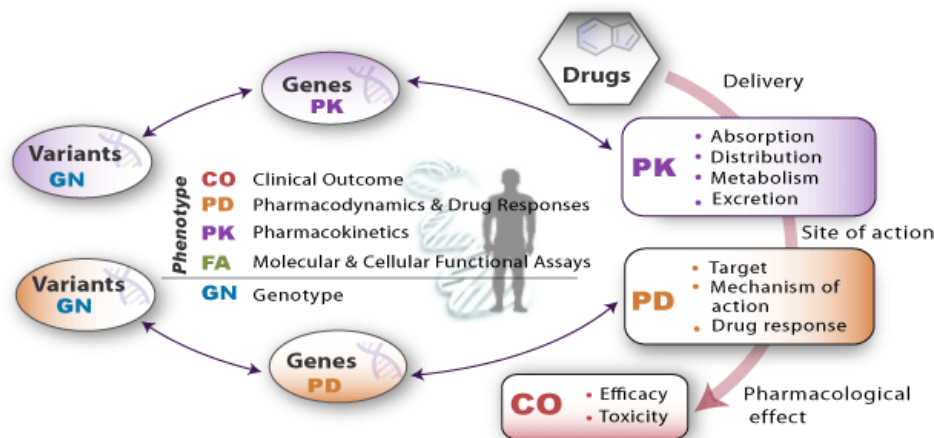 Drugs
Delivery
Genes
PK
Variants
GN
PK
• Absorption
• Distribution
• Metabolism
• Excretion
Phenotype
CO Clinical Outcome
PD Pharmacodynamics & Drug Responses
PK Pharmacokinetics
FA Molecular & Cellular Functional Assays
GN Genotype
Site of action
Variants
GN
PD
• Target
• Mechanism of
action
• Drug response
Genes
PD
CO
• Efficacy
• Toxicity
Pharmacological
effect